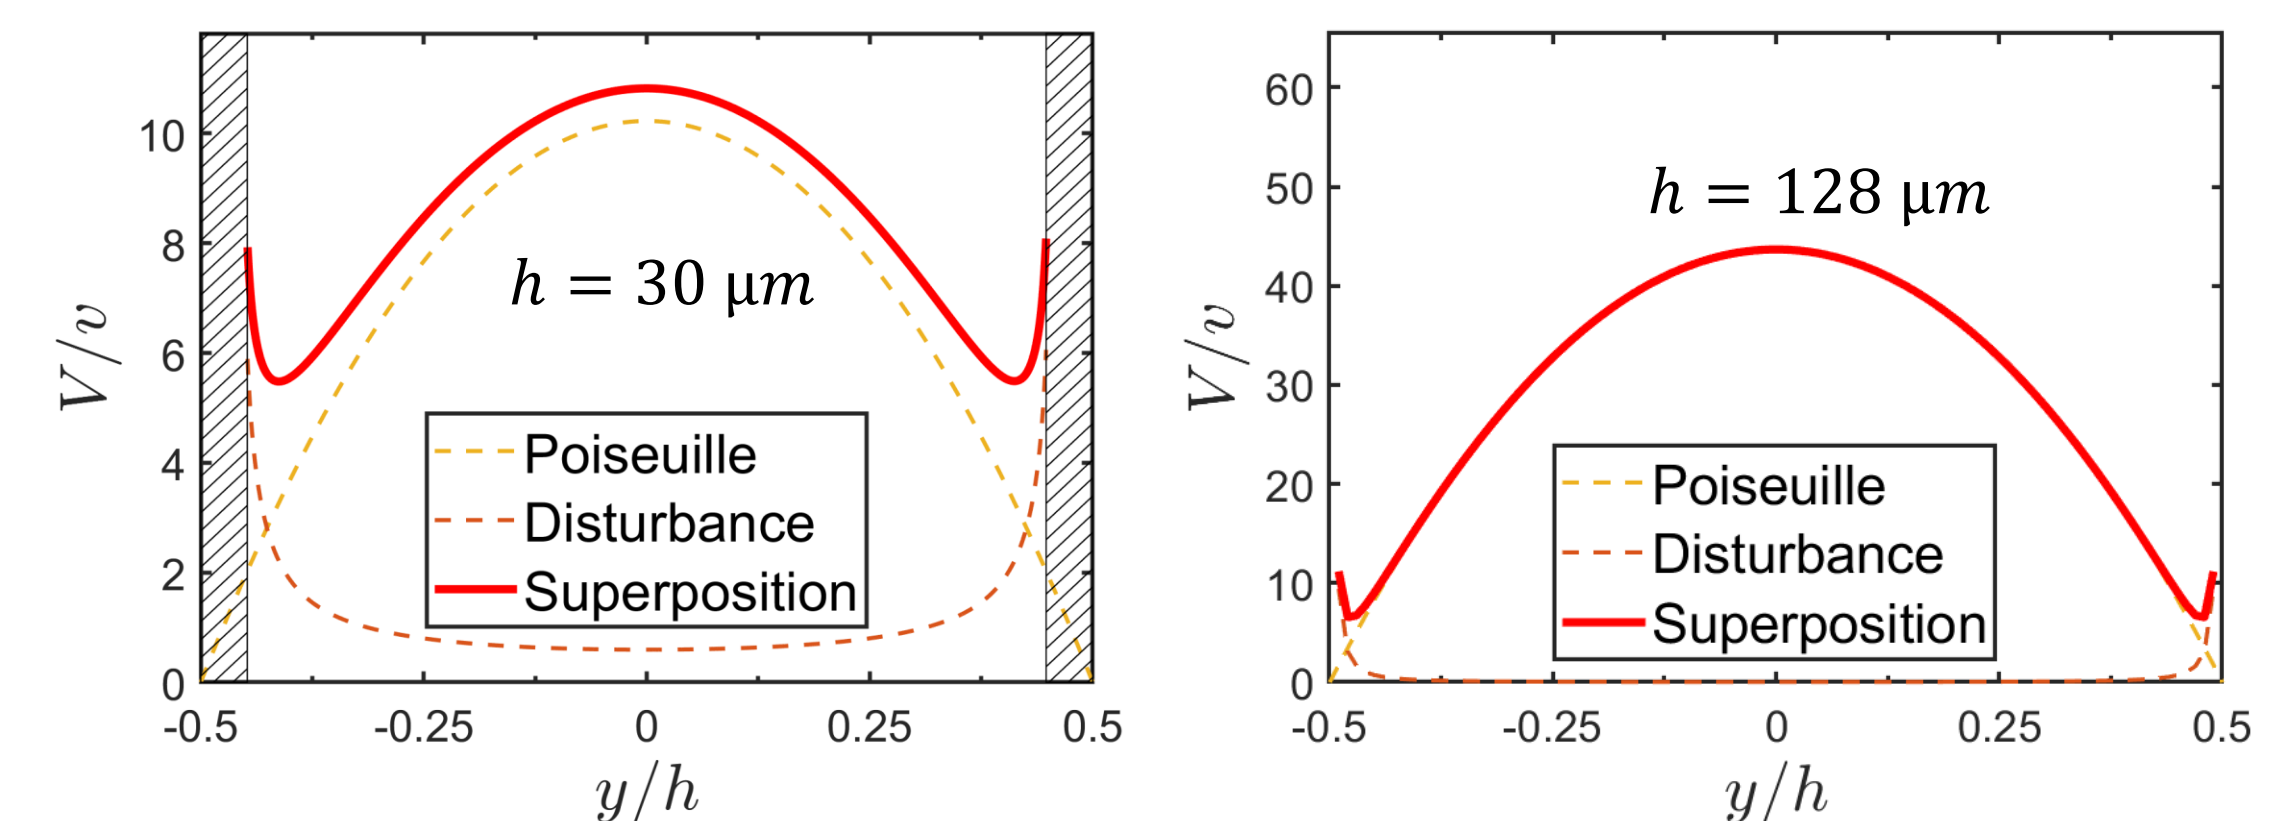 10
8
6
4
2
0
V/v
h = 30 μm
Poiseuille
Disturbance
Superposition
-0.5 -0.25 0 0.25 0.5
y/h
60
50
40
30
20
10
0
V/v
h = 128 μm
Poiseuille
Disturbance
Superposition
-0.5 -0.25 0 0.25 0.5
y/h